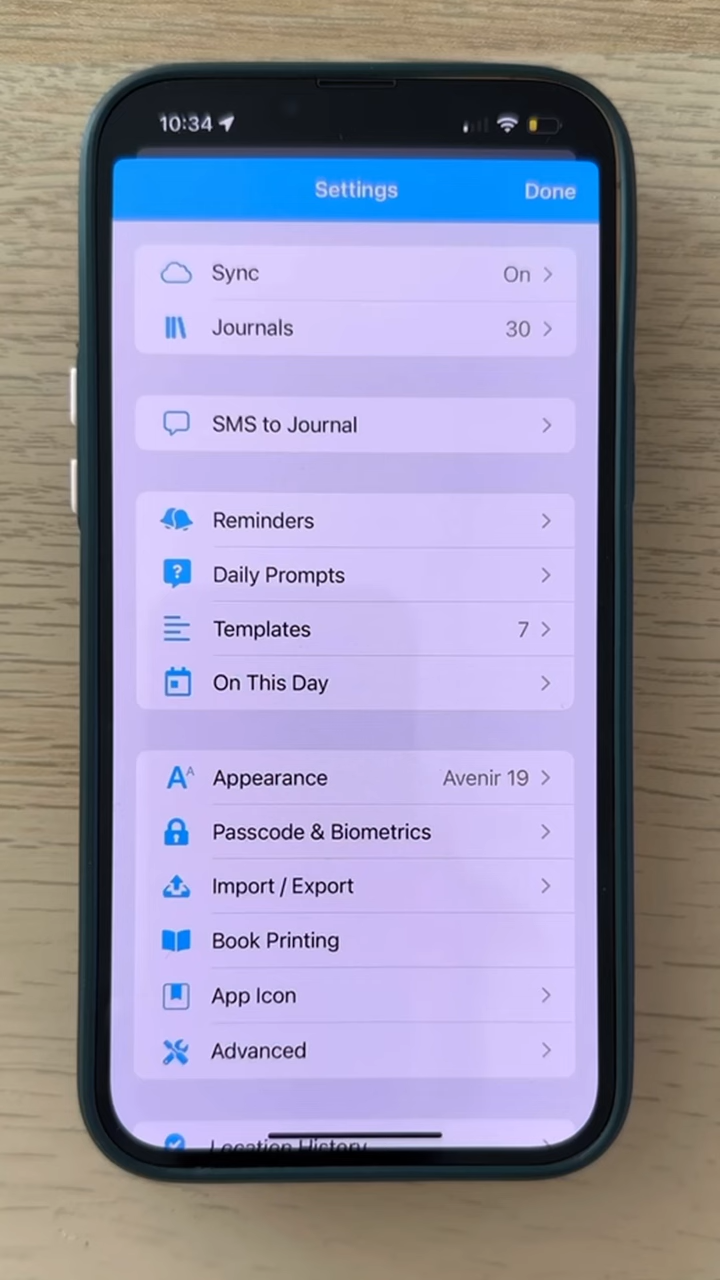 10:34
Settings
Done
Sync
On
Journals
30
SMS to Journal
Reminders
?
Daily Prompts
Templates
7
On This Day
AA
Appearance
Avenir 19
Passcode & Biometrics
Import / Export
Book Printing
App Icon
Advanced
Location History